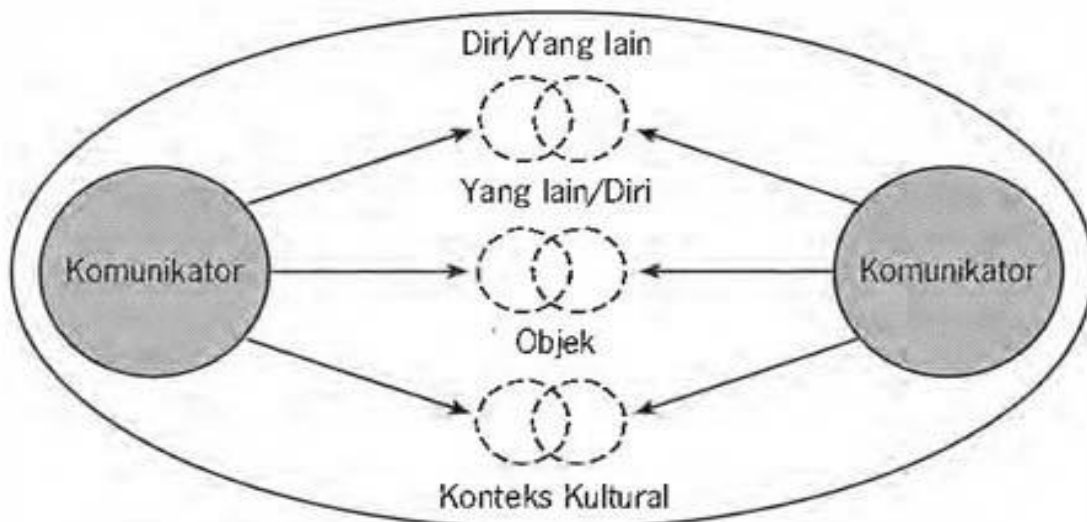 Diri/Yang lain
Yang lain/Diri
Komunikator
Komunikator
Objek
Konteks Kultural